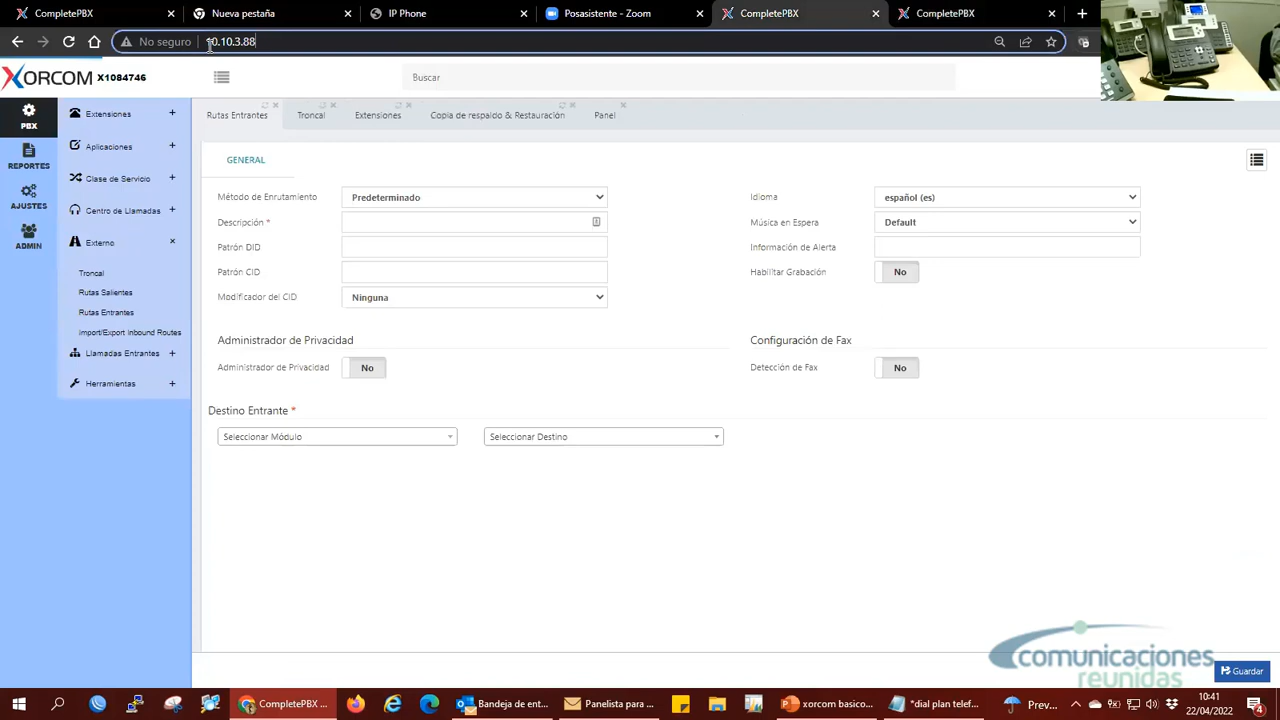 CompletePBX
Nueva pestaña
IP Phone
Posasistente - Zoom
CompletePBX
CompletePBX
No seguro
10.10.3.88
XORCOM X1084746
Buscar
PBX
REPORTES
AJUSTES
ADMIN
Extensiones +
Aplicaciones +
Clase de Servicio +
Centro de Llamadas +
Externo ×
Troncal
Rutas Salientes
Rutas Entrantes
Import/Export Inbound Routes
Llamadas Entrantes +
Herramientas +
Rutas Entrantes
Troncal
Extensiones
Copia de respaldo & Restauración
Panel
GENERAL
Método de Enrutamiento Predeterminado
Descripción *
Patrón DID
Patrón CID
Modificador del CID Ninguna
Idioma español (es)
Música en Espera Default
Información de Alerta
Habilitar Grabación No
Administrador de Privacidad
Administrador de Privacidad No
Configuración de Fax
Detección de Fax No
Destino Entrante *
Seleccionar Módulo
Seleccionar Destino
comunicaciones
reunidas
Guardar
CompletePBX ...
Bandeja de ent...
Panelista para ...
xorcom basico...
*dial plan telef...
Prev...
10:41
22/04/2022
4